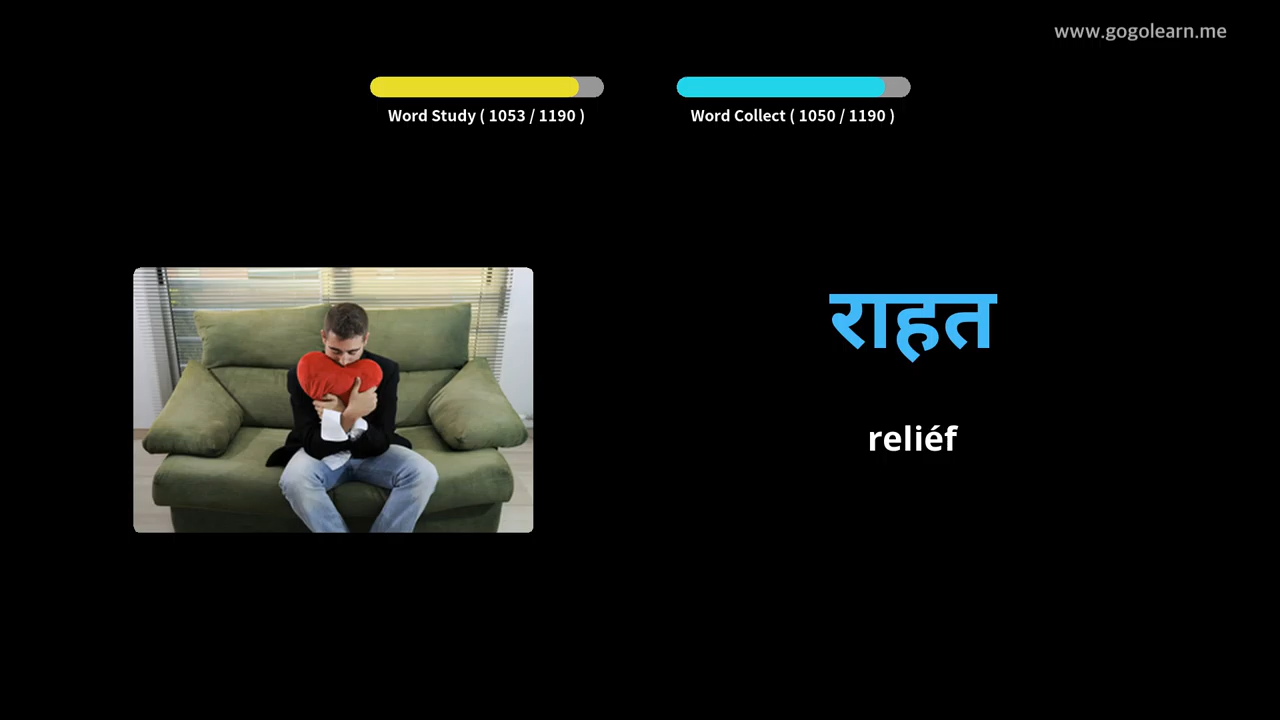 www.gogolearn.me
Word Study ( 1053 / 1190 )
Word Collect ( 1050 / 1190 )
राहत
reliéf